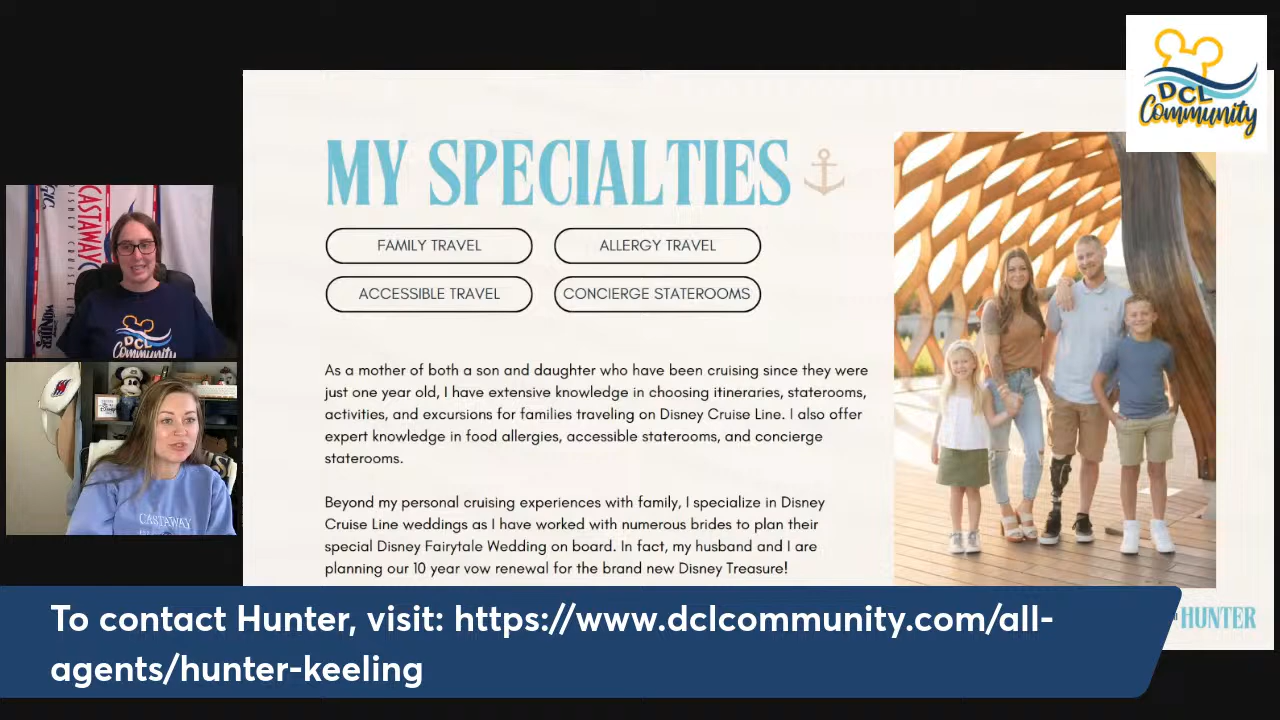 DCL
Community
MY SPECIALTIES
FAMILY TRAVEL
ALLERGY TRAVEL
ACCESSIBLE TRAVEL
CONCIERGE STATEROOMS
As a mother of both a son and daughter who have been cruising since they were
just one year old, I have extensive knowledge in choosing itineraries, staterooms,
activities, and excursions for families traveling on Disney Cruise Line. I also offer
expert knowledge in food allergies, accessible staterooms, and concierge
staterooms.
Beyond my personal cruising experiences with family, I specialize in Disney
Cruise Line weddings as I have worked with numerous brides to plan their
special Disney Fairytale Wedding on board. In fact, my husband and I are
planning our 10 year vow renewal for the brand new Disney Treasure!
CASTAWAY
DCL
Community
CASTAWAY
HUNTER
To contact Hunter, visit: https://www.dclcommunity.com/all-
agents/hunter-keeling